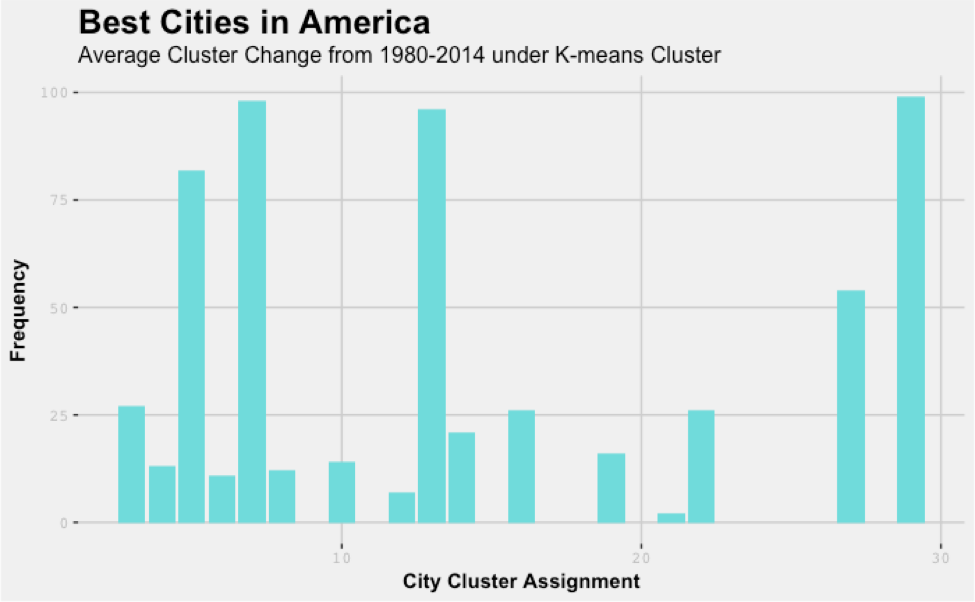 Best Cities in America
Average Cluster Change from 1980-2014 under K-means Cluster
100
75
50
25
0
Frequency
10 20 30
City Cluster Assignment